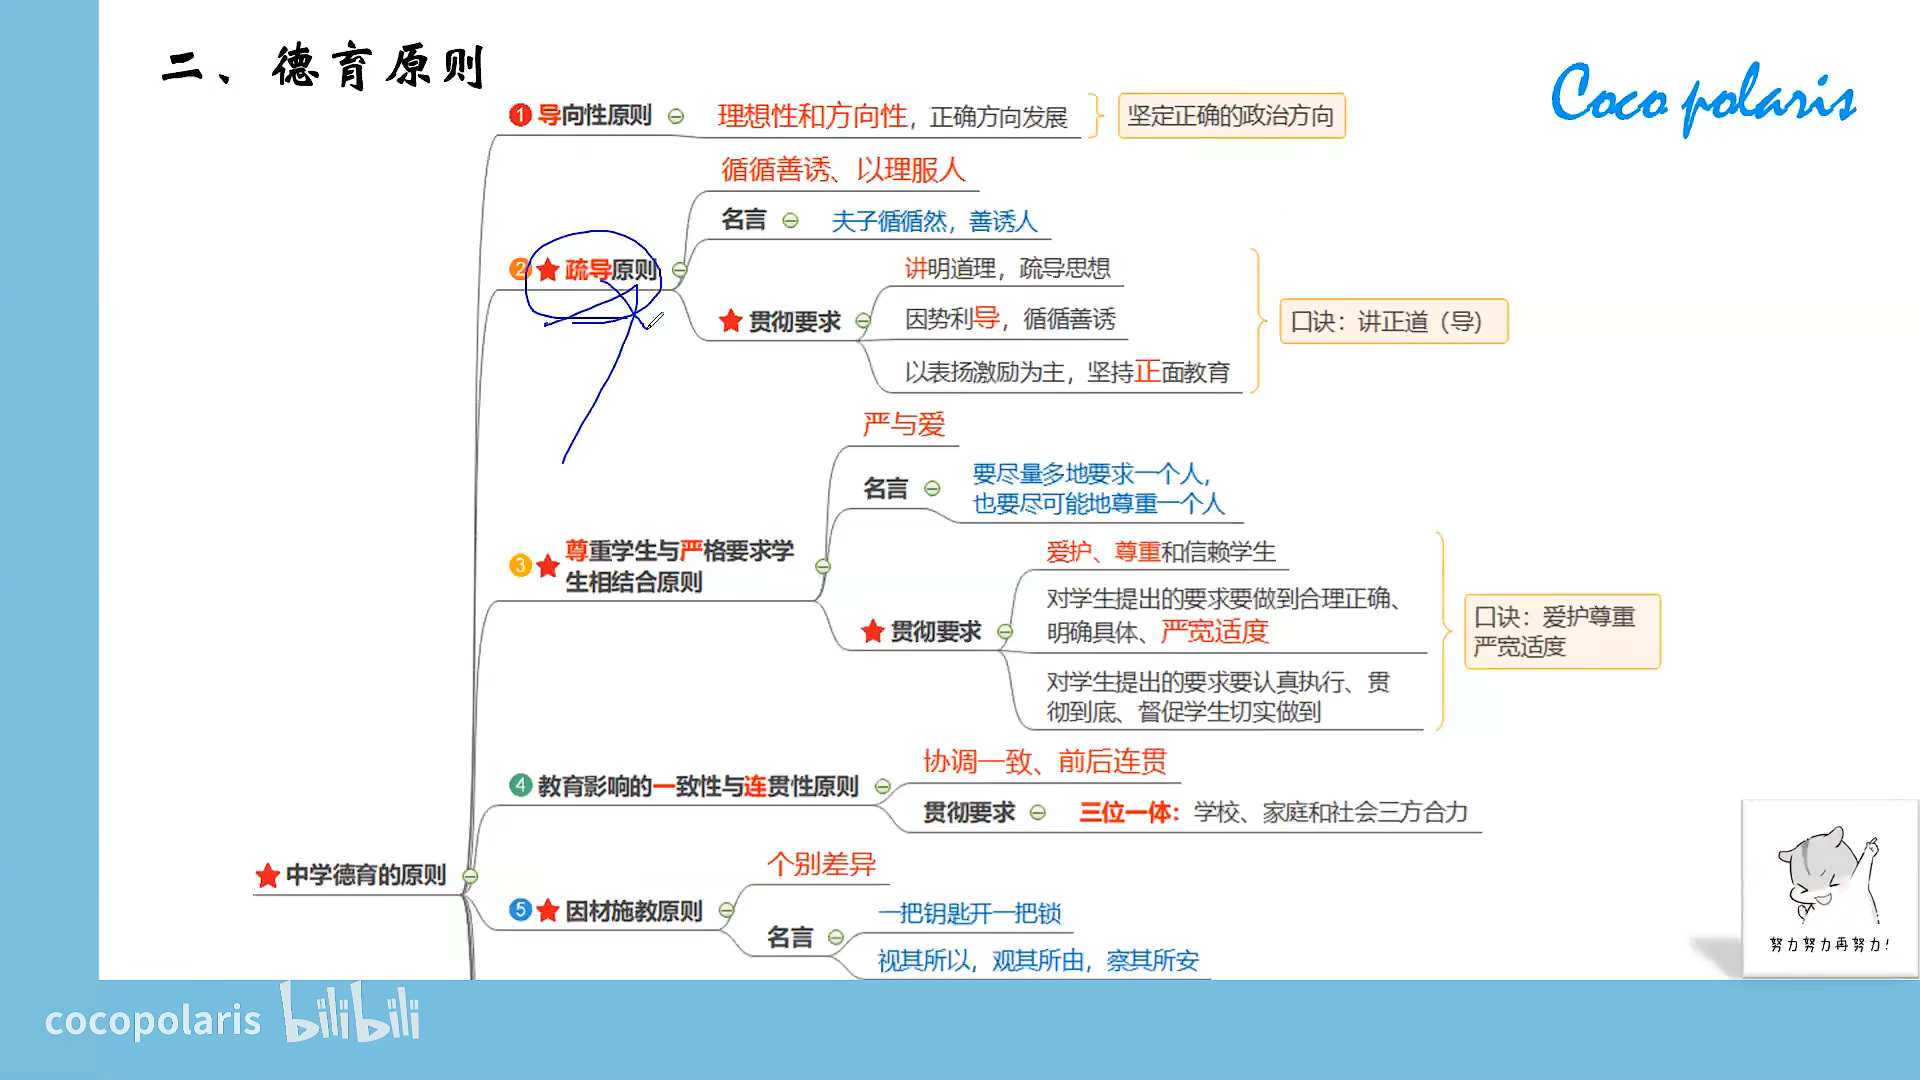 二、德育原则
Coco polaris
1 导向性原则
理想性和方向性，正确方向发展
坚定正确的政治方向
循循善诱、以理服人
名言
夫子循循然，善诱人
2 疏导原则
贯彻要求
讲明道理，疏导思想
因势利导，循循善诱
以表扬激励为主，坚持正面教育
口诀：讲正道（导）
严与爱
名言
要尽量多地要求一个人，
也要尽可能地尊重一个人
3 尊重学生与严格要求学
生相结合原则
贯彻要求
爱护、尊重和信赖学生
对学生提出的要求要做到合理正确、
明确具体、严宽适度
对学生提出的要求要认真执行、贯
彻到底、督促学生切实做到
口诀：爱护尊重
严宽适度
4 教育影响的一致性与连贯性原则
协调一致、前后连贯
贯彻要求
三位一体：学校、家庭和社会三方合力
中学德育的原则
5 因材施教原则
个别差异
名言
一把钥匙开一把锁
视其所以，观其所由，察其所安
努力努力再努力！
cocopolaris bilibili